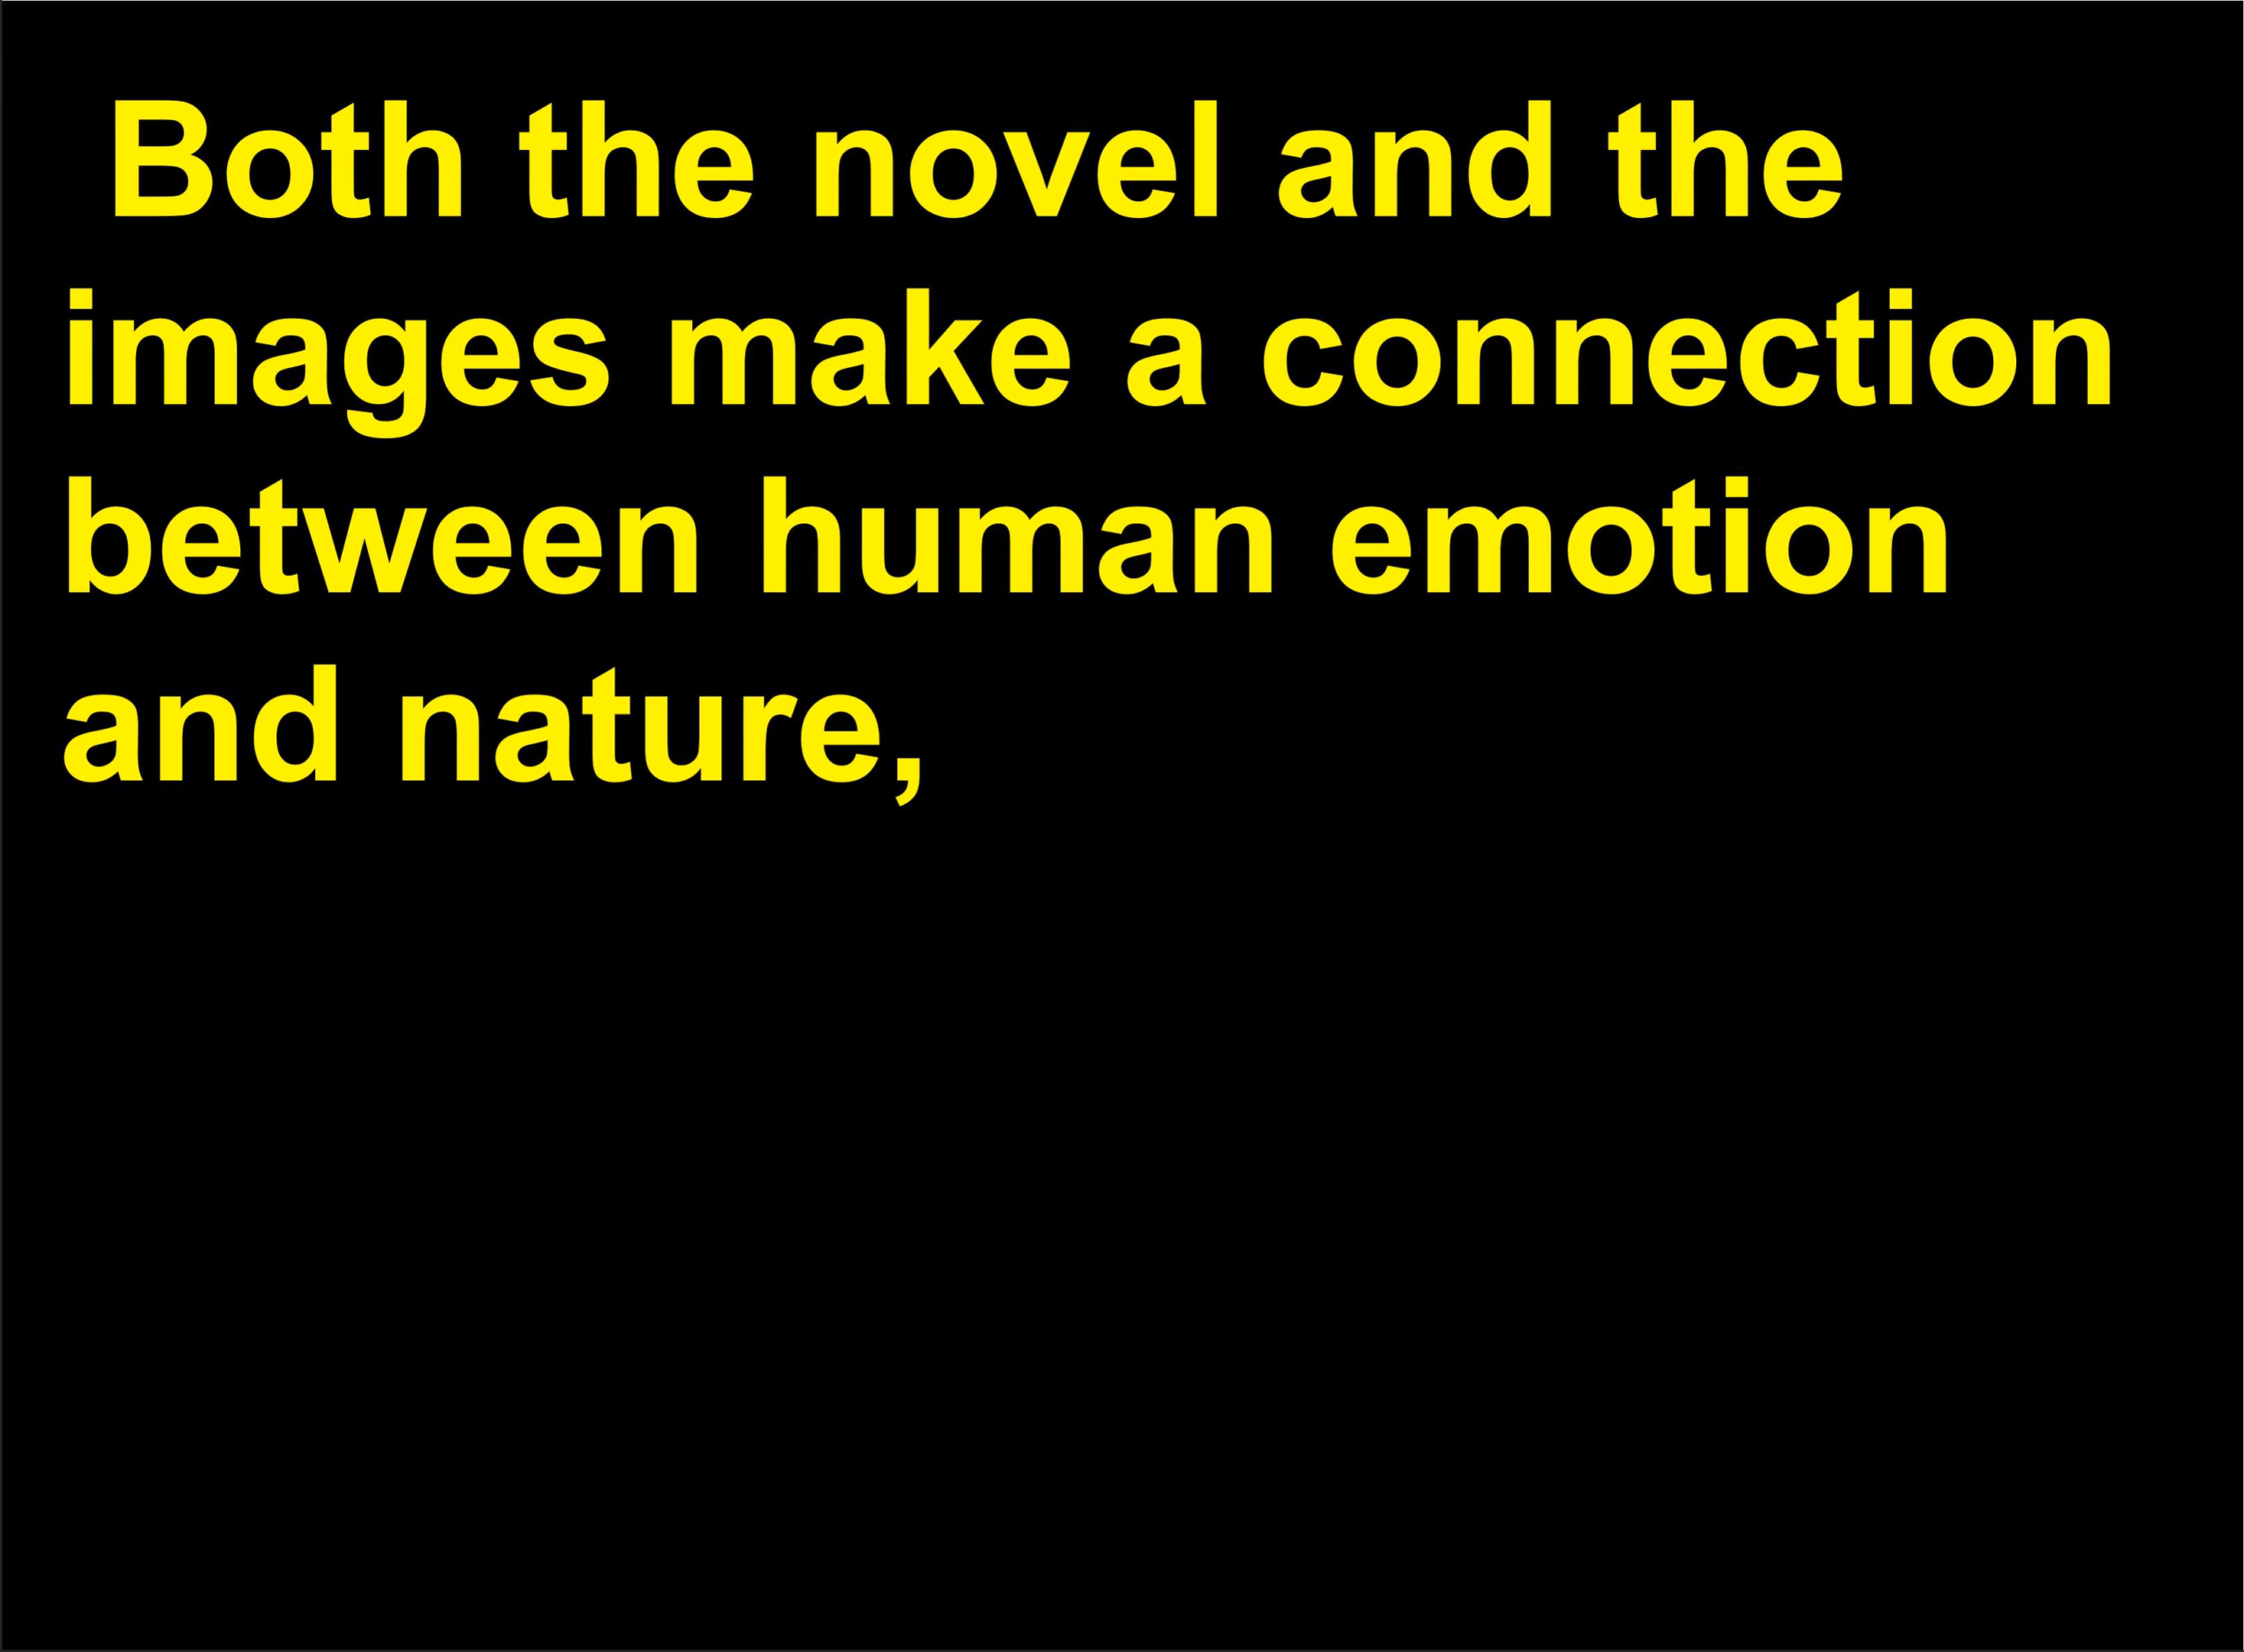 Both the novel and the
images make a connection
between human emotion
and nature,